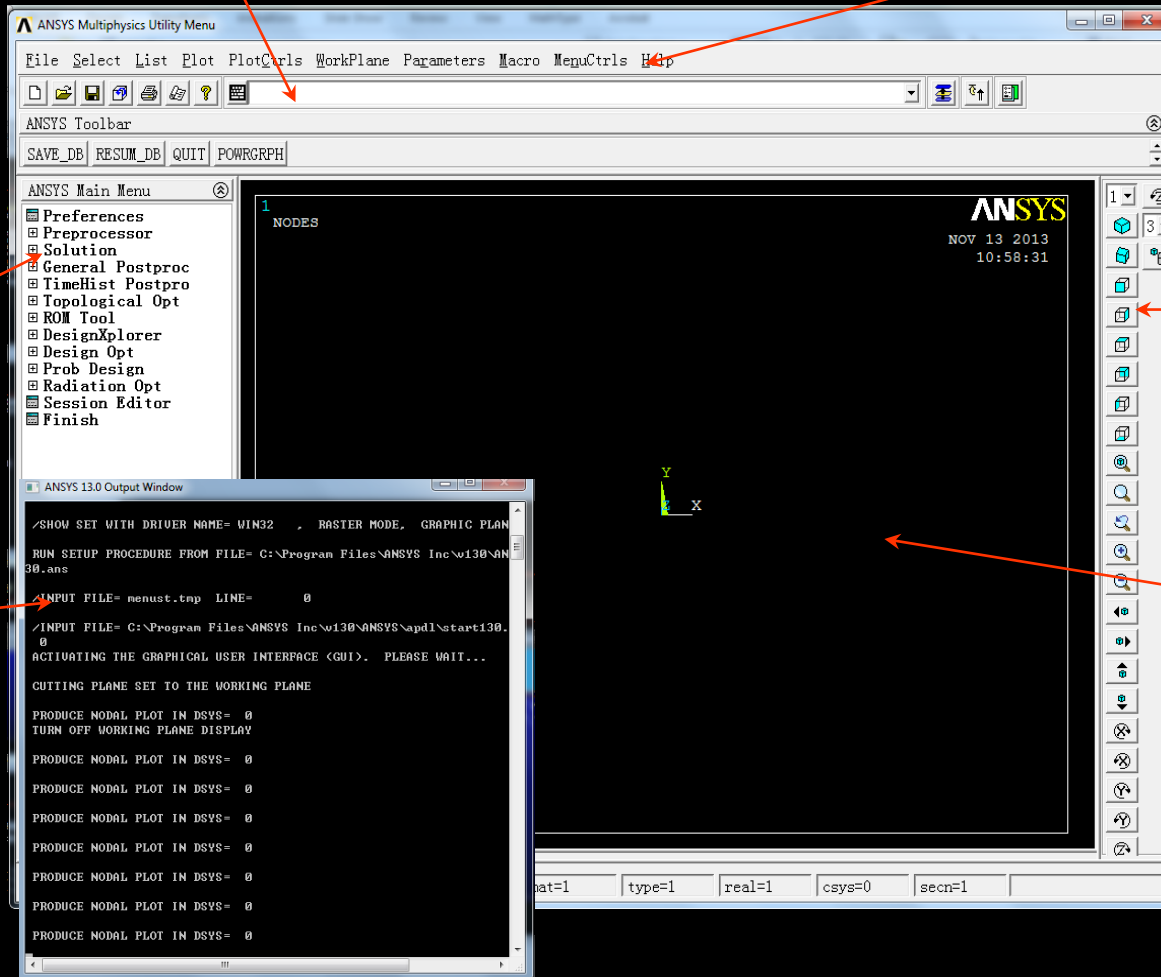 ANSYS Multiphysics Utility Menu
File Select List Plot PlotCtrls WorkPlane Parameters Macro MenuCtrls Help
ANSYS Toolbar
SAVE_DB RESUM_DB QUIT POWRGRPH
ANSYS Main Menu
Preferences
Preprocessor
Solution
General Postproc
TimeHist Postpro
Topological Opt
ROM Tool
DesignXplorer
Design Opt
Prob Design
Radiation Opt
Session Editor
Finish
1
NODES
ANSYS
NOV 13 2013
10:58:31
Y
Z X
1
3
ANSYS 13.0 Output Window
/SHOW SET WITH DRIVER NAME= WIN32 , RASTER MODE, GRAPHIC PLAN
RUN SETUP PROCEDURE FROM FILE= C:\Program Files\ANSYS Inc\v130\AN
30.ans
/INPUT FILE= menust.tmp LINE= 0
/INPUT FILE= C:\Program Files\ANSYS Inc\v130\ANSYS\apdl\start130.
0
ACTIVATING THE GRAPHICAL USER INTERFACE (GUI). PLEASE WAIT...
CUTTING PLANE SET TO THE WORKING PLANE
PRODUCE NODAL PLOT IN DSYS= 0
TURN OFF WORKING PLANE DISPLAY
PRODUCE NODAL PLOT IN DSYS= 0
PRODUCE NODAL PLOT IN DSYS= 0
PRODUCE NODAL PLOT IN DSYS= 0
PRODUCE NODAL PLOT IN DSYS= 0
PRODUCE NODAL PLOT IN DSYS= 0
PRODUCE NODAL PLOT IN DSYS= 0
PRODUCE NODAL PLOT IN DSYS= 0
mat=1 type=1 real=1 csys=0 secn=1